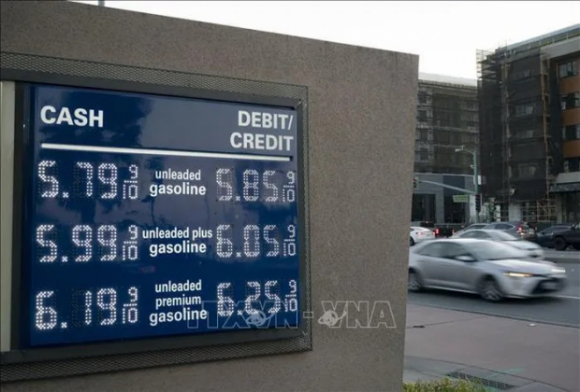 CASH
DEBIT/
CREDIT
5.79 9/10 unleaded gasoline 5.85 9/10
5.99 9/10 unleaded plus gasoline 6.05 9/10
6.19 9/10 unleaded premium gasoline 6.25 9/10
TTXVN - VNA